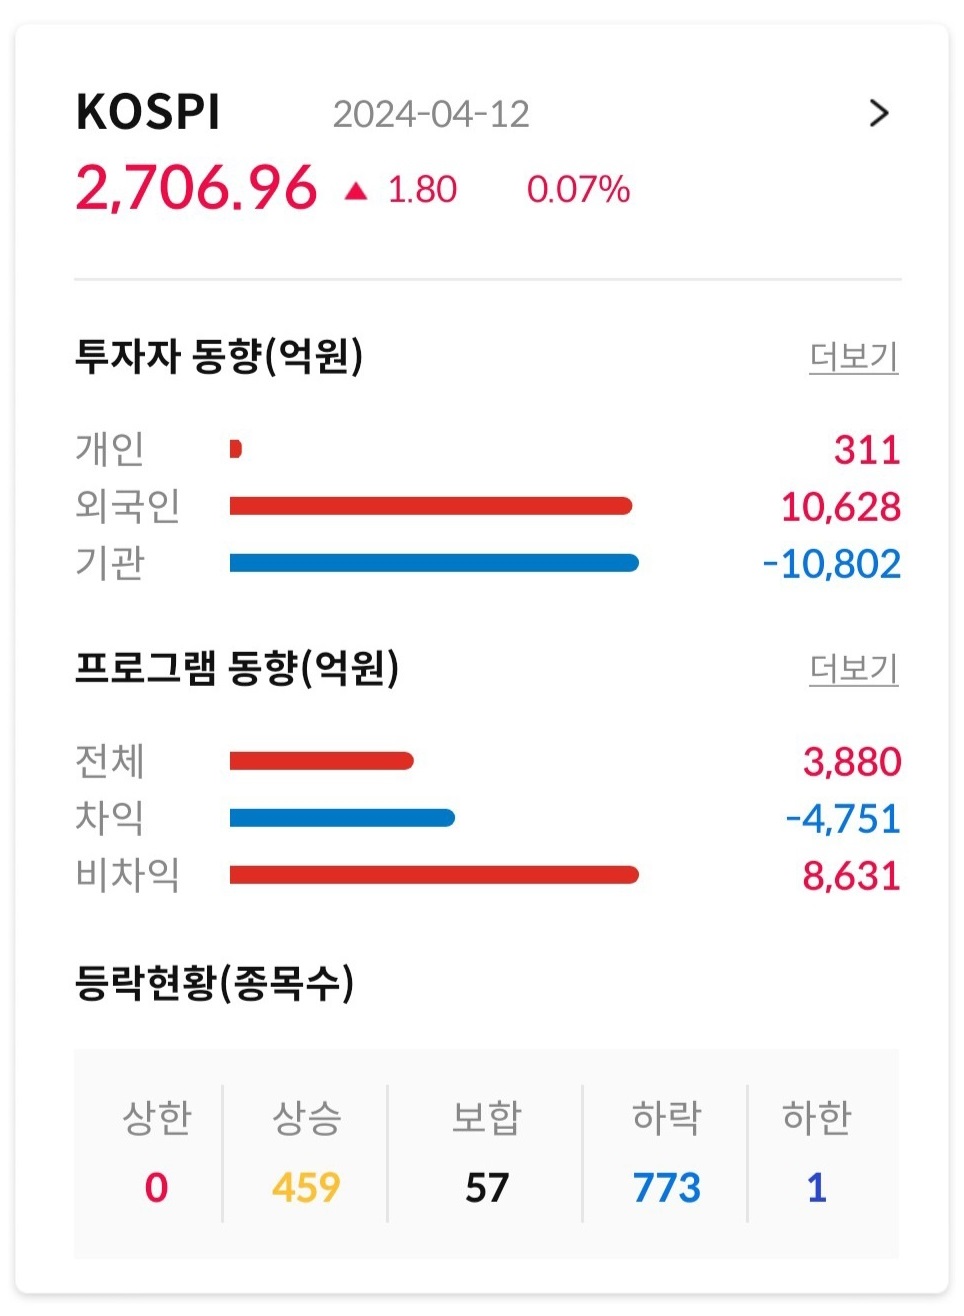 KOSPI 2024-04-12
2,706.96 ▲ 1.80 0.07%
투자자 동향(억원) 더보기
개인 311
외국인 10,628
기관 -10,802
프로그램 동향(억원) 더보기
전체 3,880
차익 -4,751
비차익 8,631
등락현황(종목수)
상한 상승 보합 하락 하한
0 459 57 773 1